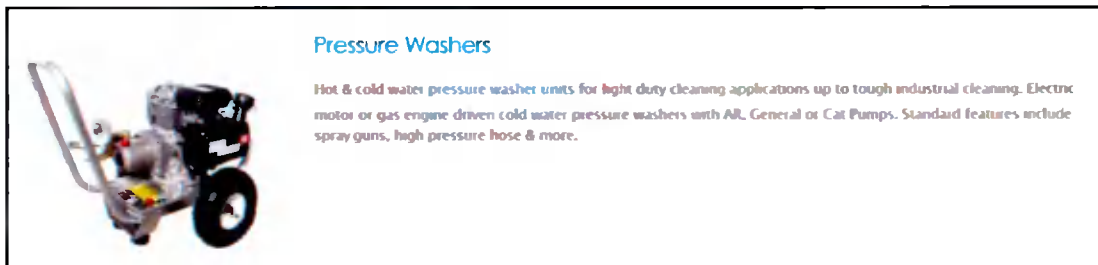 Pressure Washers
Hot & cold water pressure washer units for light duty cleaning applications up to tough industrial cleaning. Electric
motor or gas engine driven cold water pressure washers with AR, General or Cat Pumps. Standard features include
spray guns, high pressure hose & more.